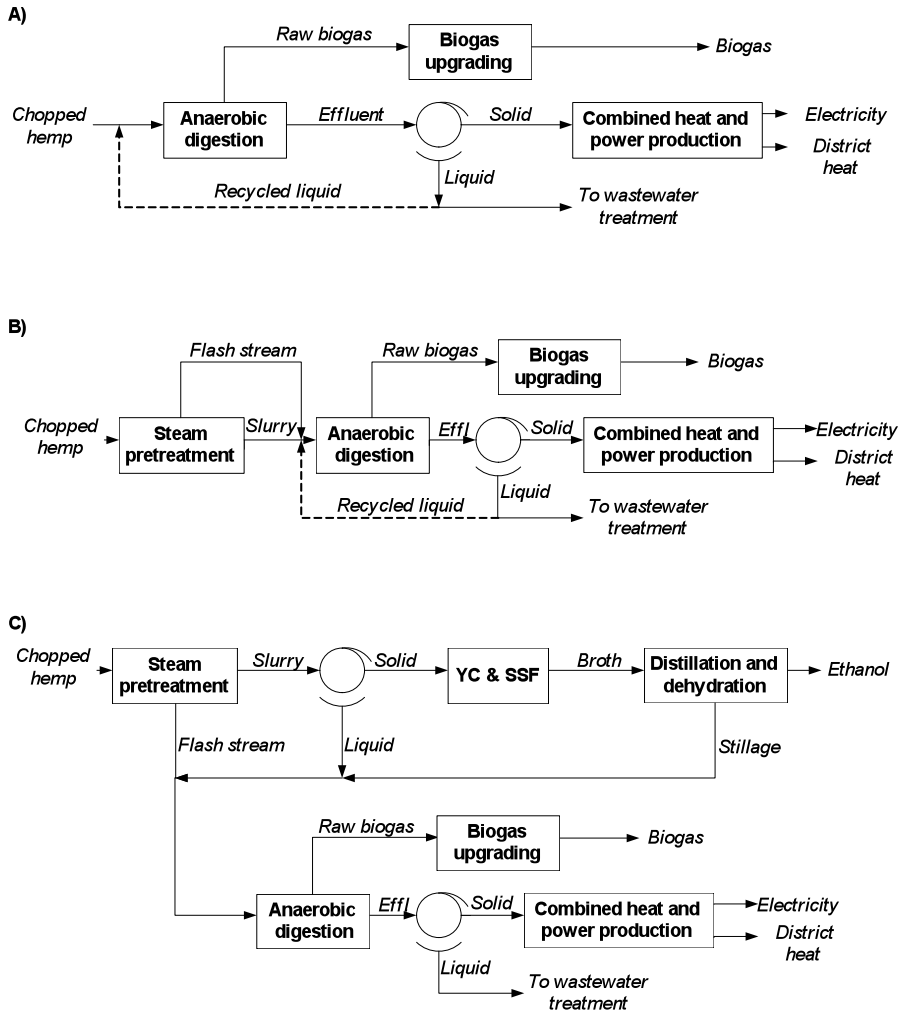 A)
Raw biogas
Biogas
upgrading
Biogas
Chopped
hemp
Anaerobic
digestion
Effluent
Solid
Combined heat and
power production
Electricity
District
heat
Liquid
Recycled liquid
To wastewater
treatment
B)
Flash stream
Raw biogas
Biogas
upgrading
Biogas
Chopped
hemp
Steam
pretreatment
Slurry
Anaerobic
digestion
Effl
Solid
Combined heat and
power production
Electricity
District
heat
Liquid
Recycled liquid
To wastewater
treatment
C)
Chopped
hemp
Steam
pretreatment
Slurry
Solid
YC & SSF
Broth
Distillation and
dehydration
Ethanol
Flash stream
Liquid
Stillage
Raw biogas
Biogas
upgrading
Biogas
Anaerobic
digestion
Effl
Solid
Combined heat and
power production
Electricity
District
heat
Liquid
To wastewater
treatment